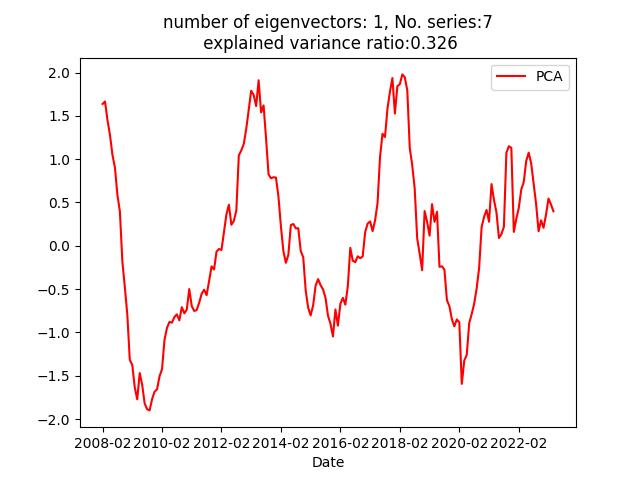 number of eigenvectors: 1, No. series:7
explained variance ratio:0.326
PCA
2.0
1.5
1.0
0.5
0.0
−0.5
−1.0
−1.5
−2.0
2008-02 2010-02 2012-02 2014-02 2016-02 2018-02 2020-02 2022-02
Date